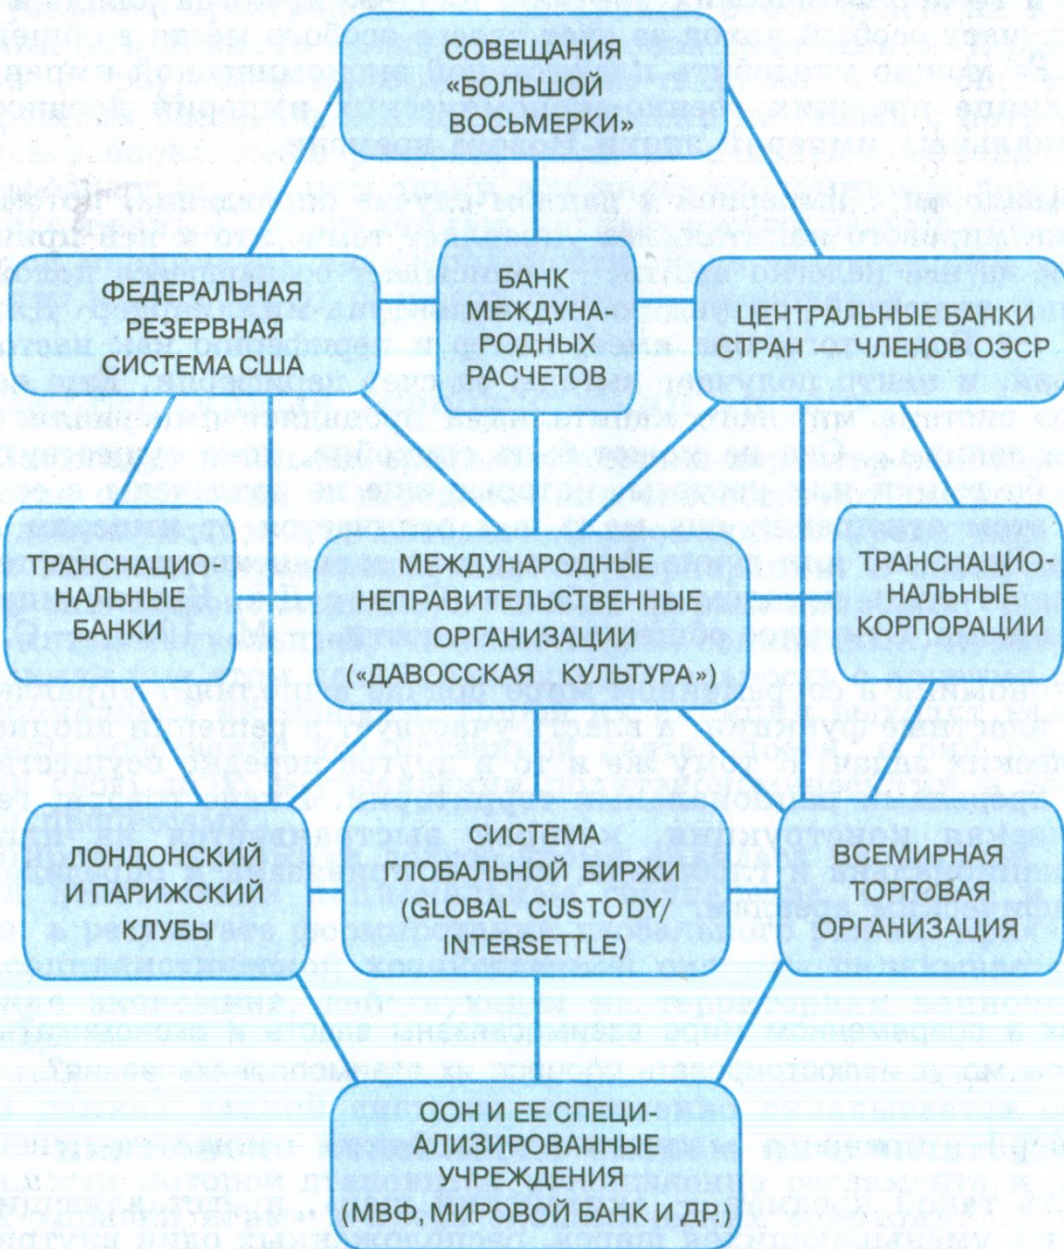 СОВЕЩАНИЯ
«БОЛЬШОЙ
ВОСЬМЕРКИ»
ФЕДЕРАЛЬНАЯ
РЕЗЕРВНАЯ
СИСТЕМА США
БАНК
МЕЖДУНА-
РОДНЫХ
РАСЧЕТОВ
ЦЕНТРАЛЬНЫЕ БАНКИ
СТРАН — ЧЛЕНОВ ОЭСР
ТРАНСНАЦИО-
НАЛЬНЫЕ
БАНКИ
МЕЖДУНАРОДНЫЕ
НЕПРАВИТЕЛЬСТВЕННЫЕ
ОРГАНИЗАЦИИ
(«ДАВОССКАЯ КУЛЬТУРА»)
ТРАНСНАЦИО-
НАЛЬНЫЕ
КОРПОРАЦИИ
ЛОНДОНСКИЙ
И ПАРИЖСКИЙ
КЛУБЫ
СИСТЕМА
ГЛОБАЛЬНОЙ БИРЖИ
(GLOBAL CUSTODY/
INTERSETTLE)
ВСЕМИРНАЯ
ТОРГОВАЯ
ОРГАНИЗАЦИЯ
ООН И ЕЕ СПЕЦИ-
АЛИЗИРОВАННЫЕ
УЧРЕЖДЕНИЯ
(МВФ, МИРОВОЙ БАНК И ДР.)